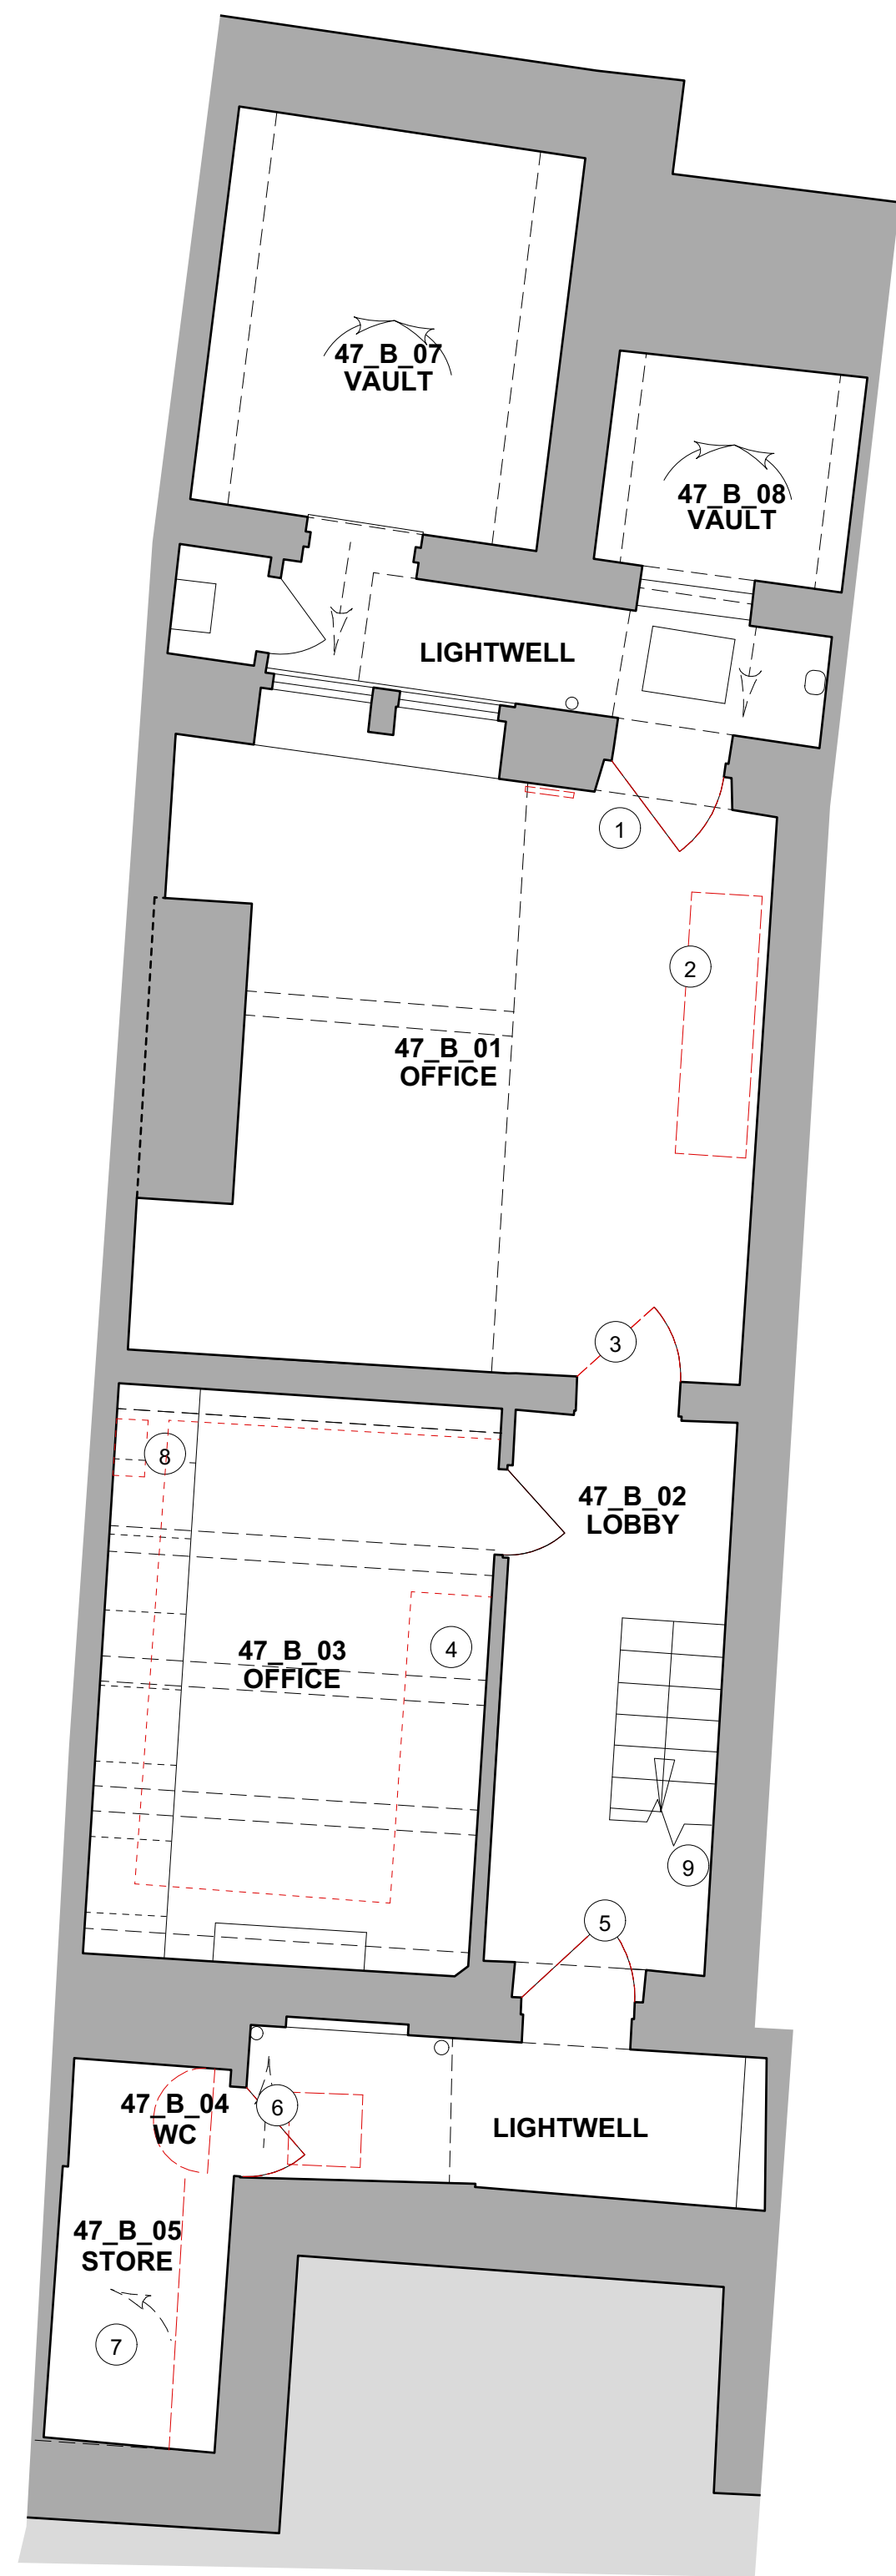 47_B_07
VAULT
47_B_08
VAULT
LIGHTWELL
1
2
47_B_01
OFFICE
3
8
47_B_02
LOBBY
47_B_03
OFFICE
4
9
5
47_B_04
WC
6
LIGHTWELL
47_B_05
STORE
7